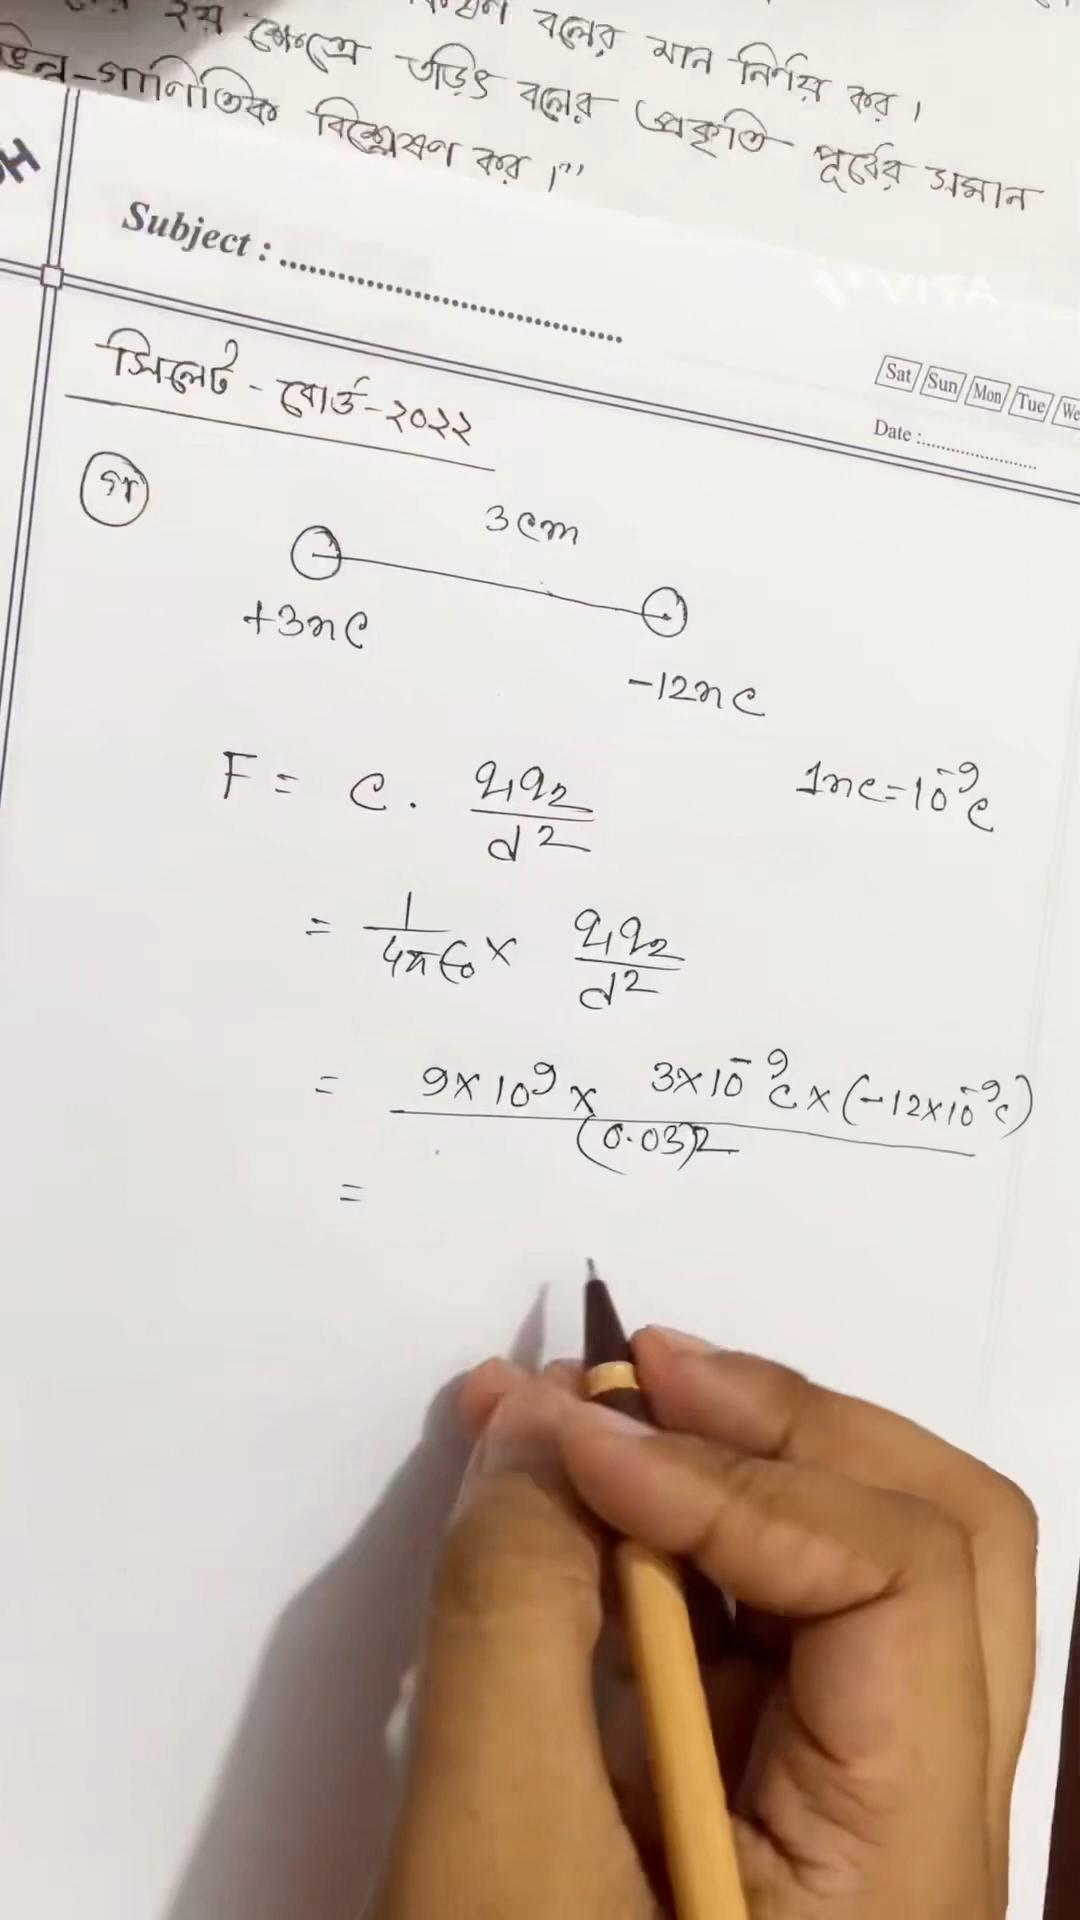 ২য় ক্ষেত্রে বলের মান নির্ণয় কর।
তড়িৎ বলের প্রকৃতি পূর্বের সমান
-গাণিতিক বিশ্লেষণ কর।"
Subject :
VITA
Sat Sun Mon Tue We
Date :
সিলেট - বোর্ড-২০২২
গ
3cm
+3nC
-12nC
F = C . q₁q₂/d²
1nc=10⁻⁹C
= 1/4πϵ₀ × q₁q₂/d²
= 9×10⁹ × 3×10⁻⁹C × (-12×10⁻⁹C)/(0.03)2
=